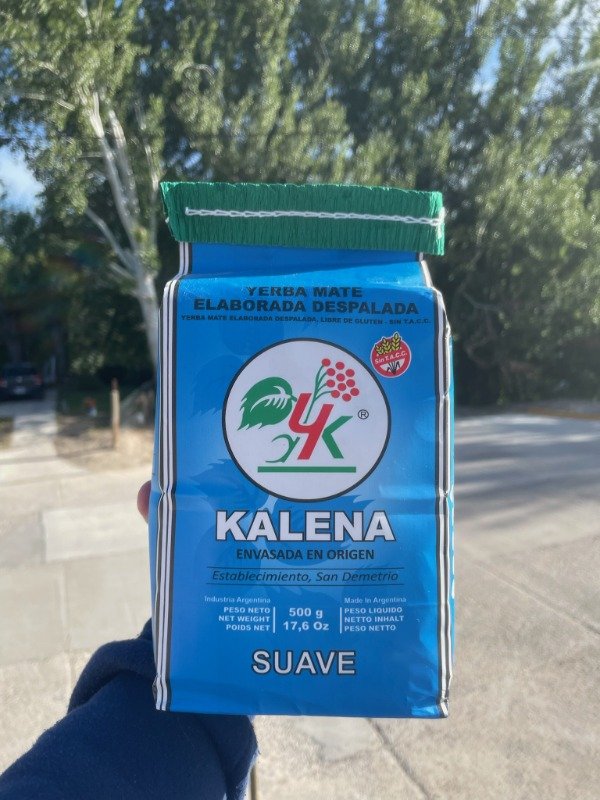 YERBA MATE
ELABORADA DESPALADA
YERBA MATE ELABORADA DESPALADA, LIBRE DE GLUTEN - SIN T.A.C.C.
Sin T.A.C.C.
YK ®
KALENA
ENVASADA EN ORIGEN
Establecimiento, San Demetrio
Industria Argentina
PESO NETO
NET WEIGHT
POIDS NET
500 g
17,6 Oz
Made In Argentina
PESO LIQUIDO
NETTO INHALT
PESO NETTO
SUAVE